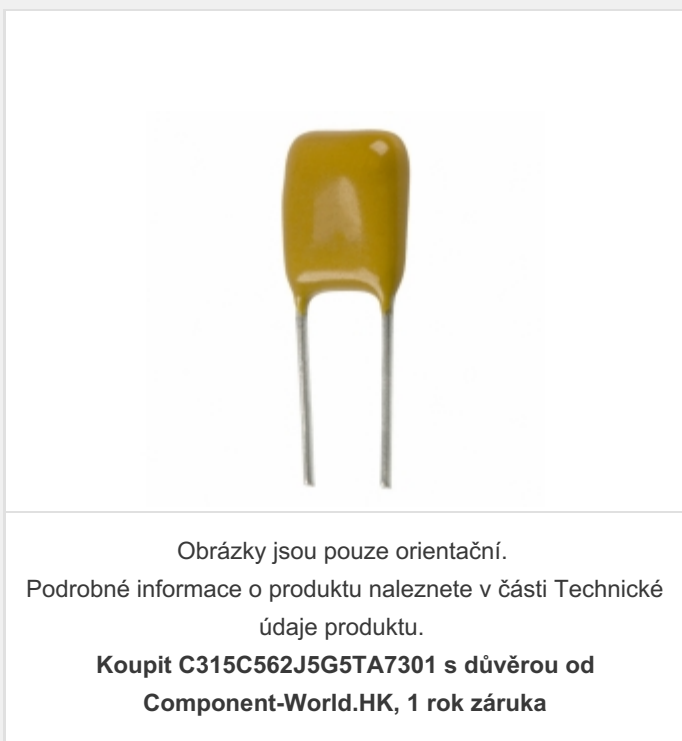 Obrázky jsou pouze orientační.
Podrobné informace o produktu naleznete v části Technické
údaje produktu.
Koupit C315C562J5G5TA7301 s důvěrou od
Component-World.HK, 1 rok záruka